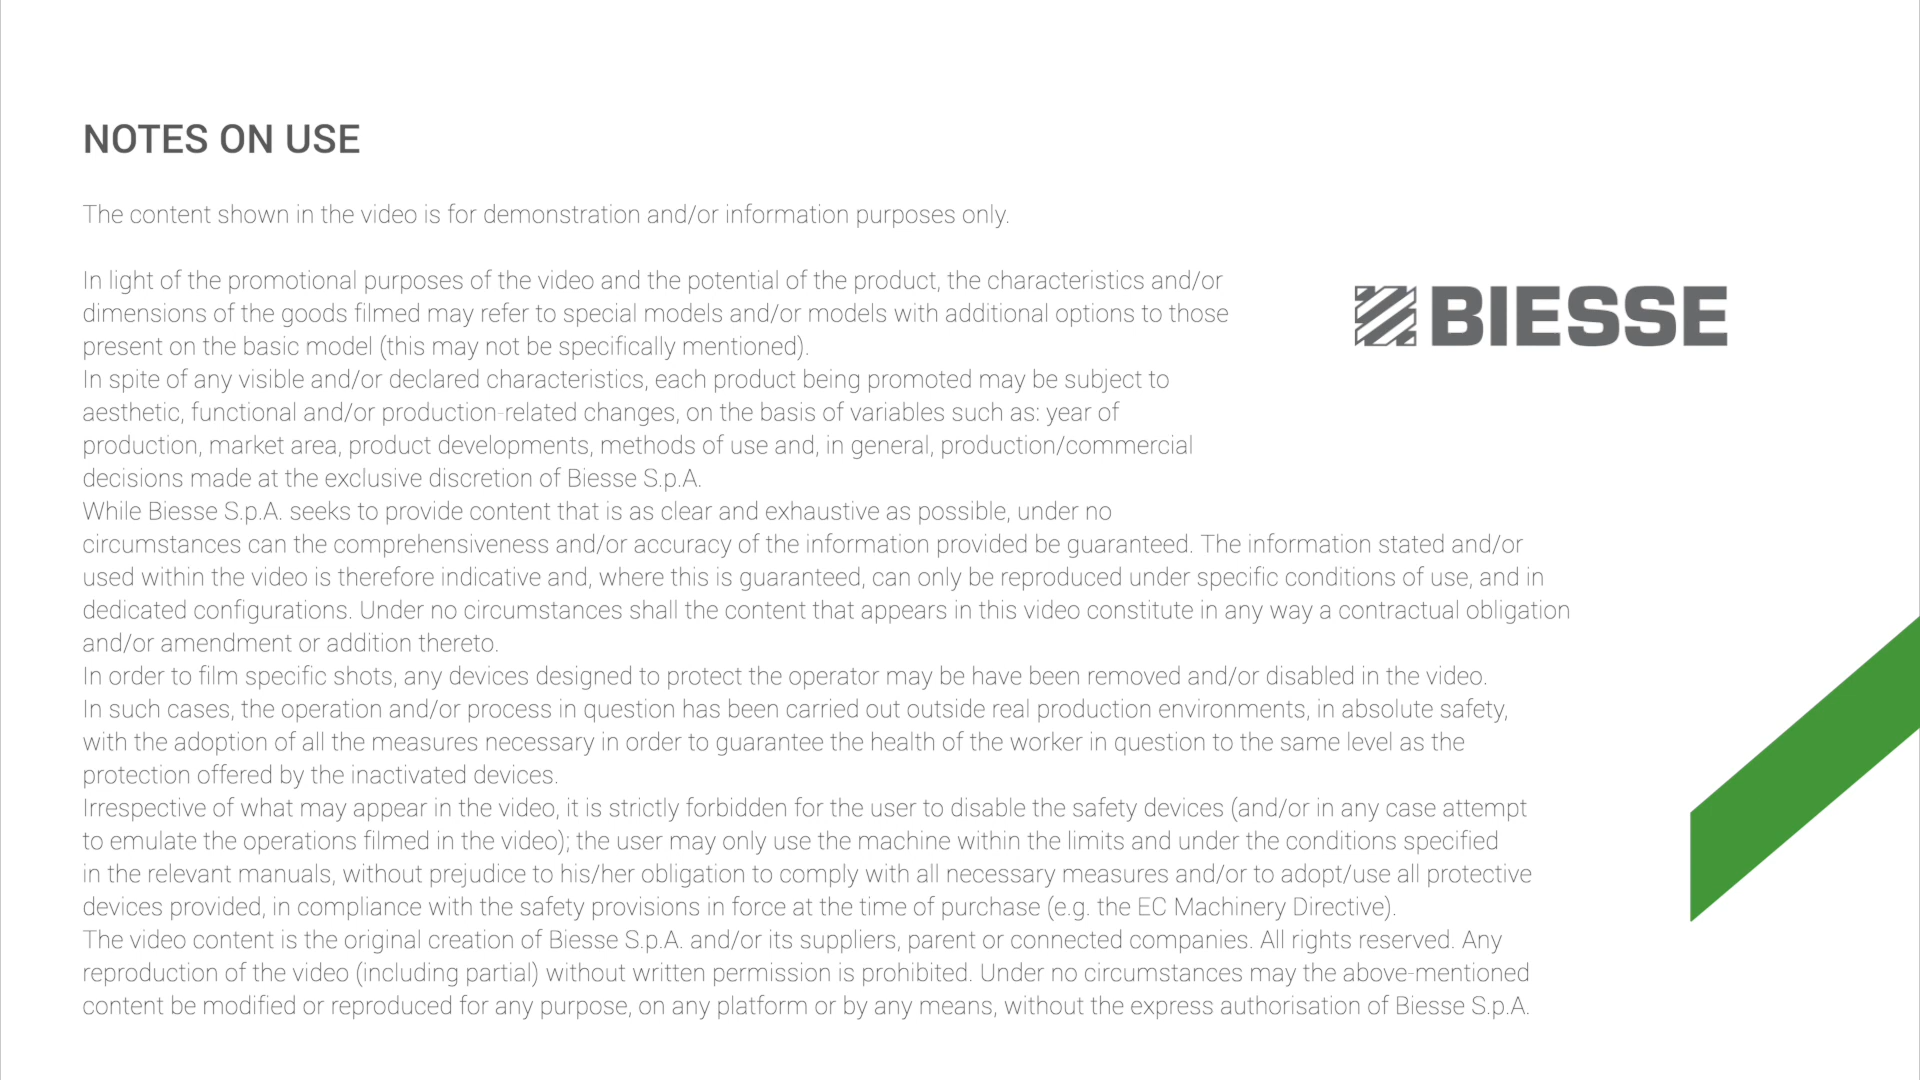 NOTES ON USE
The content shown in the video is for demonstration and/or information purposes only.
In light of the promotional purposes of the video and the potential of the product, the characteristics and/or
dimensions of the goods filmed may refer to special models and/or models with additional options to those
present on the basic model (this may not be specifically mentioned).
In spite of any visible and/or declared characteristics, each product being promoted may be subject to
aesthetic, functional and/or production-related changes, on the basis of variables such as: year of
production, market area, product developments, methods of use and, in general, production/commercial
decisions made at the exclusive discretion of Biesse S.p.A.
While Biesse S.p.A. seeks to provide content that is as clear and exhaustive as possible, under no
circumstances can the comprehensiveness and/or accuracy of the information provided be guaranteed. The information stated and/or
used within the video is therefore indicative and, where this is guaranteed, can only be reproduced under specific conditions of use, and in
dedicated configurations. Under no circumstances shall the content that appears in this video constitute in any way a contractual obligation
and/or amendment or addition thereto.
In order to film specific shots, any devices designed to protect the operator may be have been removed and/or disabled in the video.
In such cases, the operation and/or process in question has been carried out outside real production environments, in absolute safety,
with the adoption of all the measures necessary in order to guarantee the health of the worker in question to the same level as the
protection offered by the inactivated devices.
Irrespective of what may appear in the video, it is strictly forbidden for the user to disable the safety devices (and/or in any case attempt
to emulate the operations filmed in the video); the user may only use the machine within the limits and under the conditions specified
in the relevant manuals, without prejudice to his/her obligation to comply with all necessary measures and/or to adopt/use all protective
devices provided, in compliance with the safety provisions in force at the time of purchase (e.g. the EC Machinery Directive).
The video content is the original creation of Biesse S.p.A. and/or its suppliers, parent or connected companies. All rights reserved. Any
reproduction of the video (including partial) without written permission is prohibited. Under no circumstances may the above-mentioned
content be modified or reproduced for any purpose, on any platform or by any means, without the express authorisation of Biesse S.p.A.
BIESSE